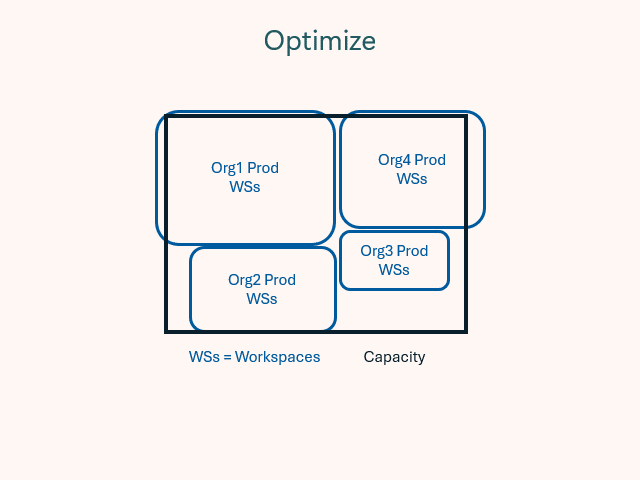 Optimize
Org1 Prod
WSs
Org4 Prod
WSs
Org2 Prod
WSs
Org3 Prod
WSs
WSs = Workspaces
Capacity